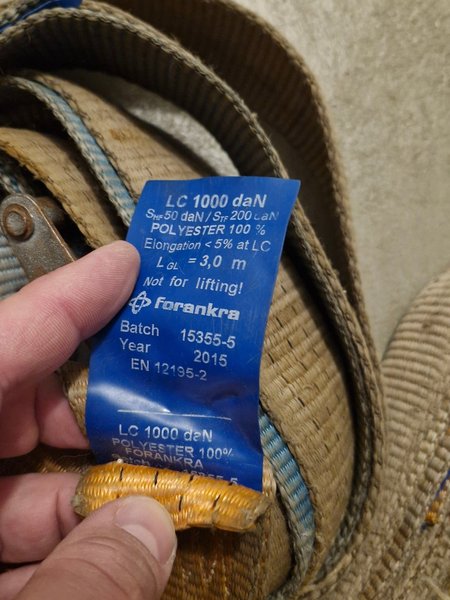 LC 1000 daN
SHF 50 daN / STF 200 daN
POLYESTER 100 %
Elongation < 5% at LC
LGL = 3,0 m
Not for lifting!
forankra
Batch 15355-5
Year 2015
EN 12195-2
LC 1000 daN
POLYESTER 100%
FORANKRA